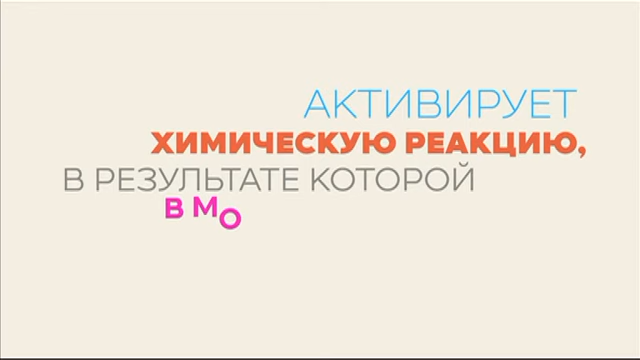 АКТИВИРУЕТ
ХИМИЧЕСКУЮ РЕАКЦИЮ,
В РЕЗУЛЬТАТЕ КОТОРОЙ
В МО